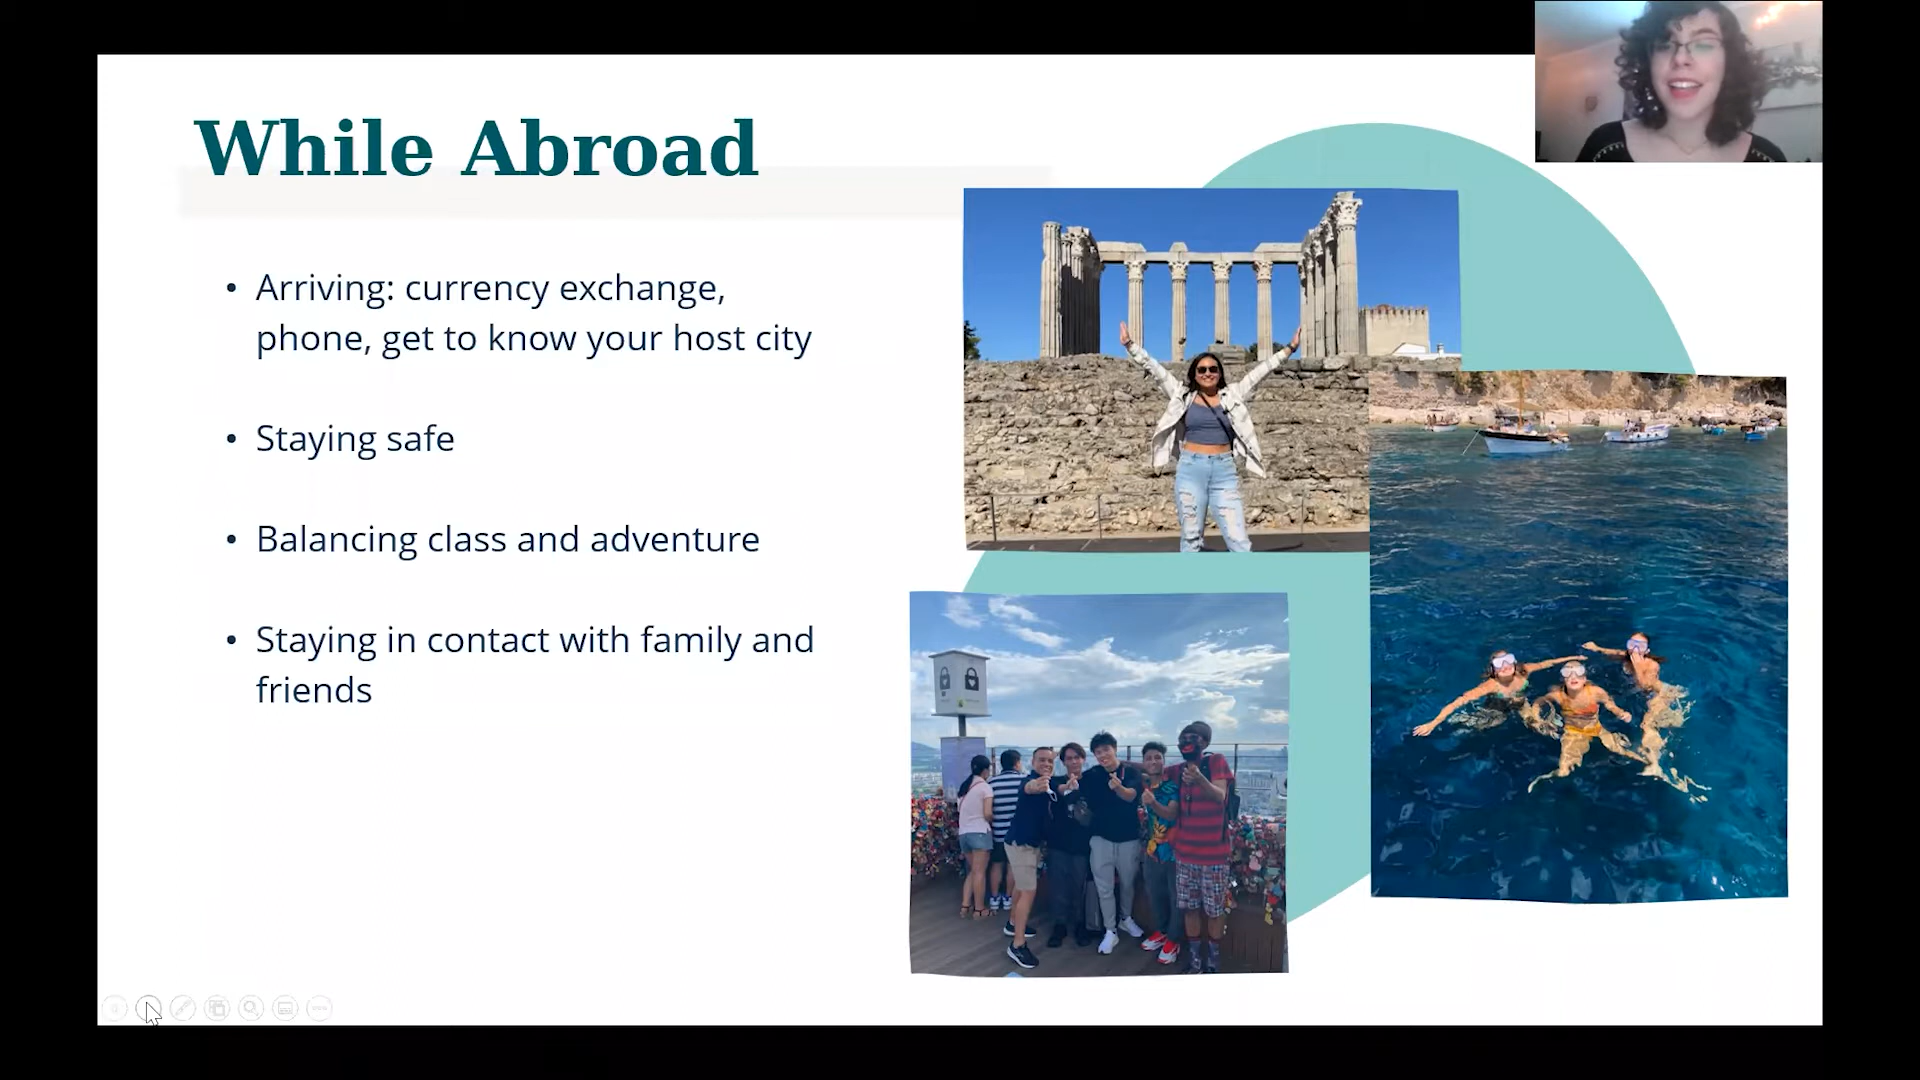 While Abroad
• Arriving: currency exchange,
phone, get to know your host city
• Staying safe
• Balancing class and adventure
• Staying in contact with family and
friends